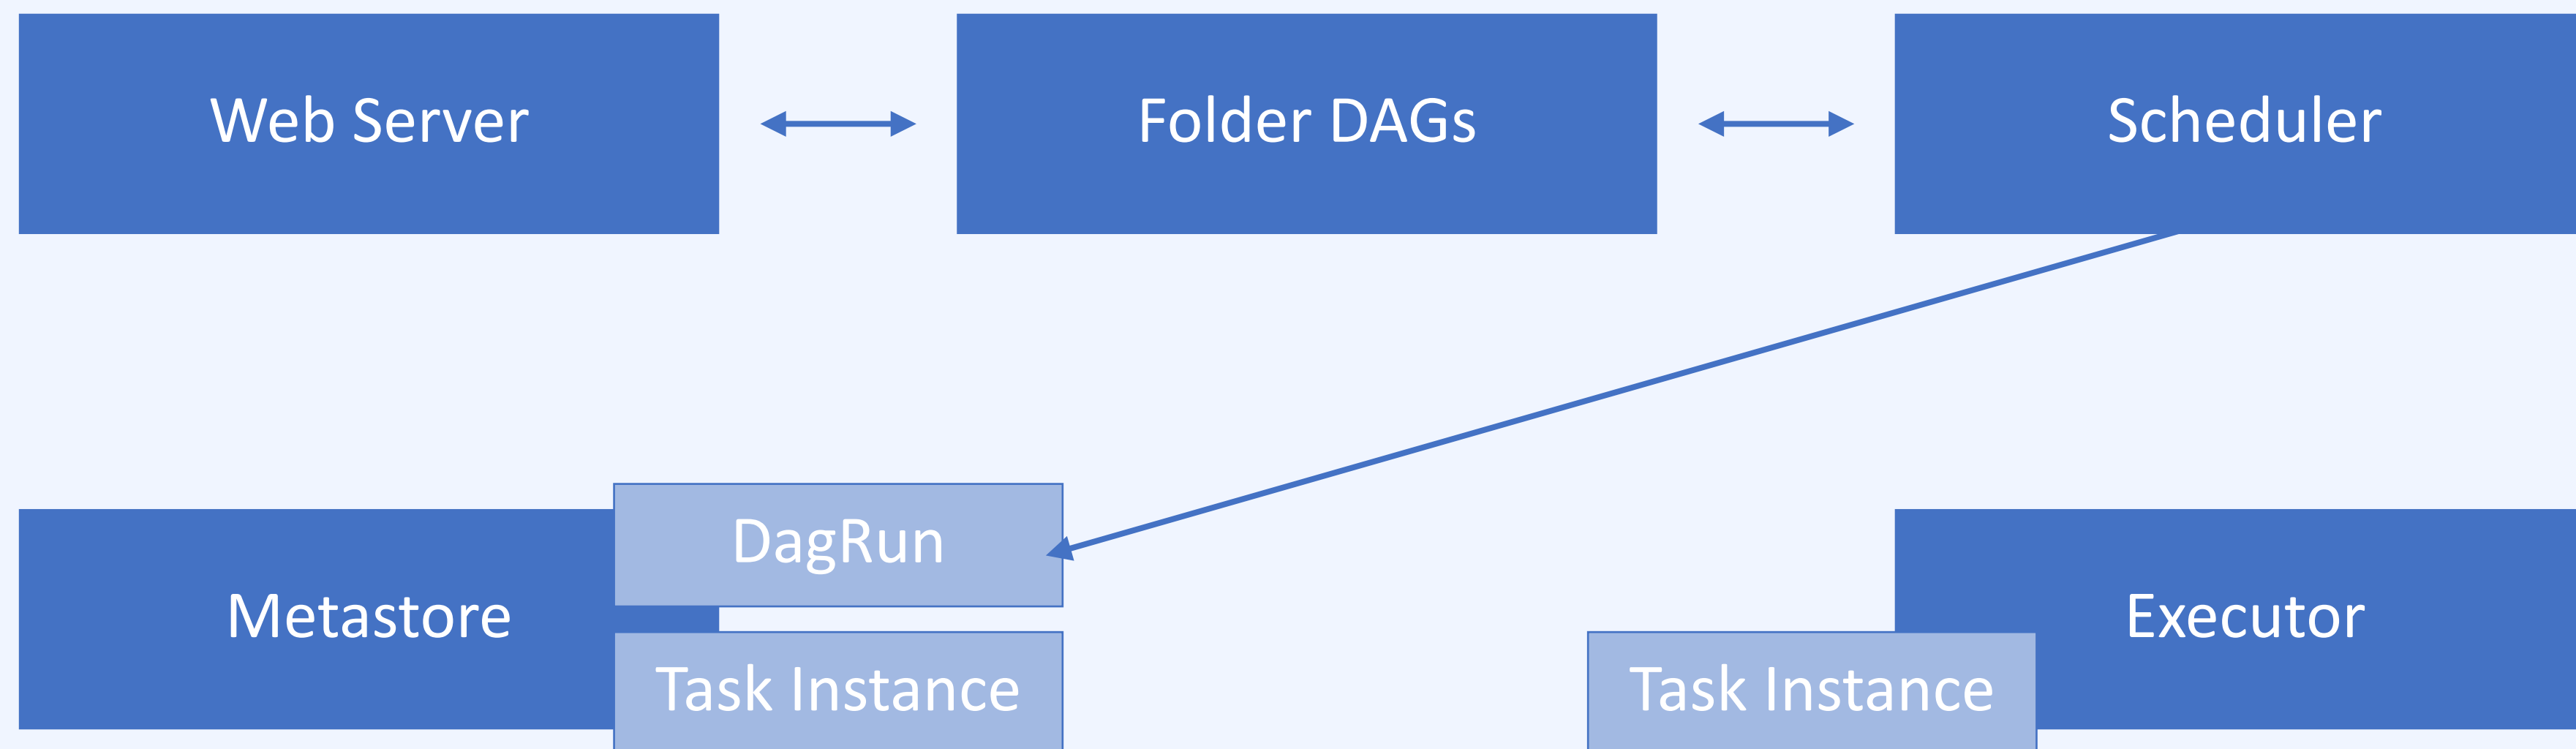 Web Server
Folder DAGs
Scheduler
DagRun
Metastore
Executor
Task Instance
Task Instance